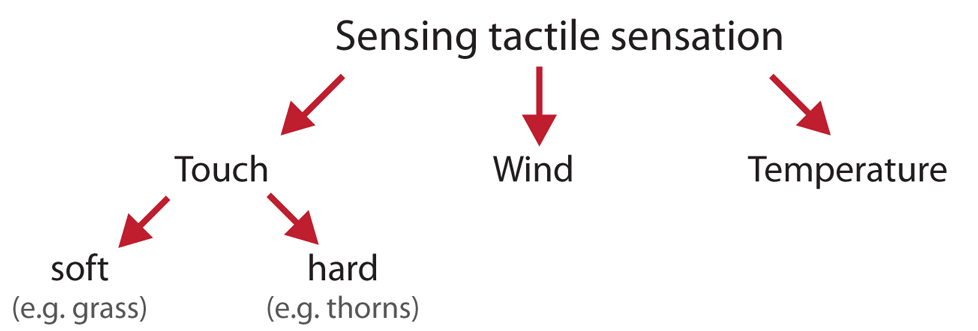 Sensing tactile sensation
Touch
Wind
Temperature
soft
hard
(e.g. grass)
(e.g. thorns)